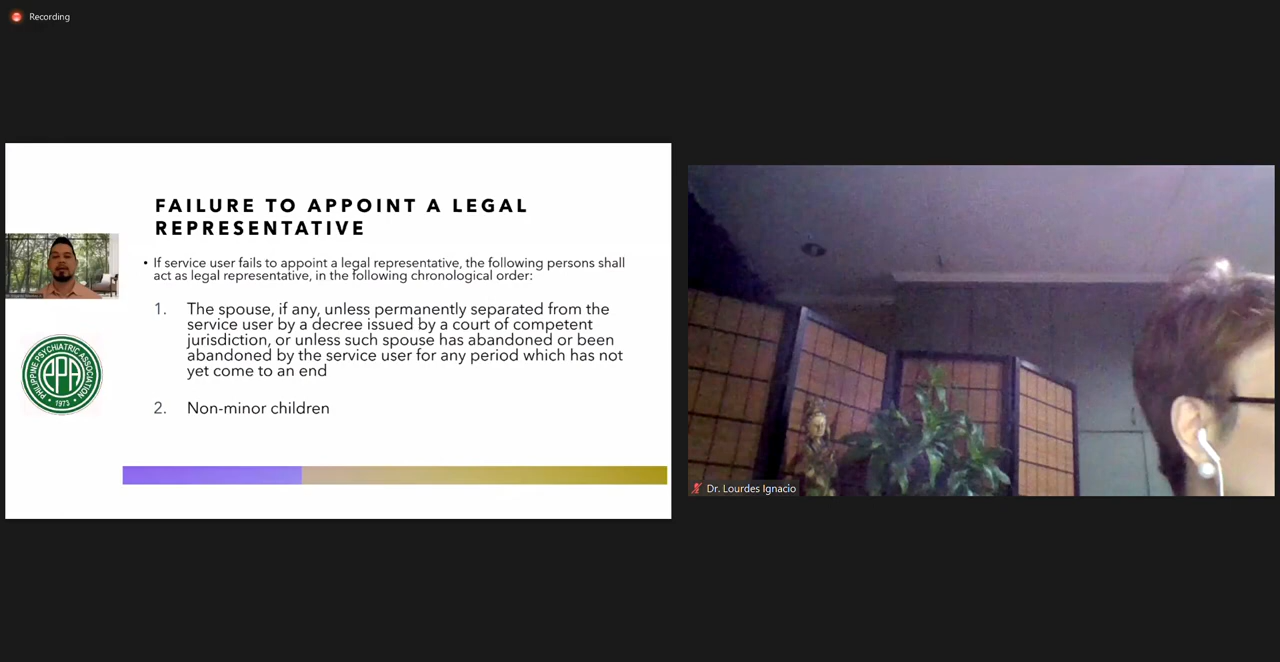 Recording
FAILURE TO APPOINT A LEGAL
REPRESENTATIVE
• If service user fails to appoint a legal representative, the following persons shall
act as legal representative, in the following chronological order:
1. The spouse, if any, unless permanently separated from the
service user by a decree issued by a court of competent
jurisdiction, or unless such spouse has abandoned or been
abandoned by the service user for any period which has not
yet come to an end
2. Non-minor children
PHILIPPINE PSYCHIATRIC ASSOCIATION
PPA
• 1973 •
Dr. Lourdes Ignacio